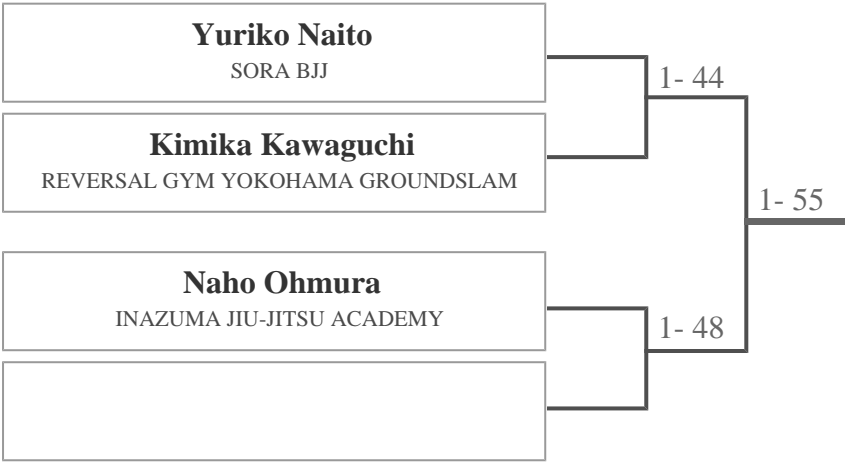 Yuriko Naito
SORA BJJ
1- 44
Kimika Kawaguchi
REVERSAL GYM YOKOHAMA GROUNDSLAM
1- 55
Naho Ohmura
INAZUMA JIU-JITSU ACADEMY
1- 48